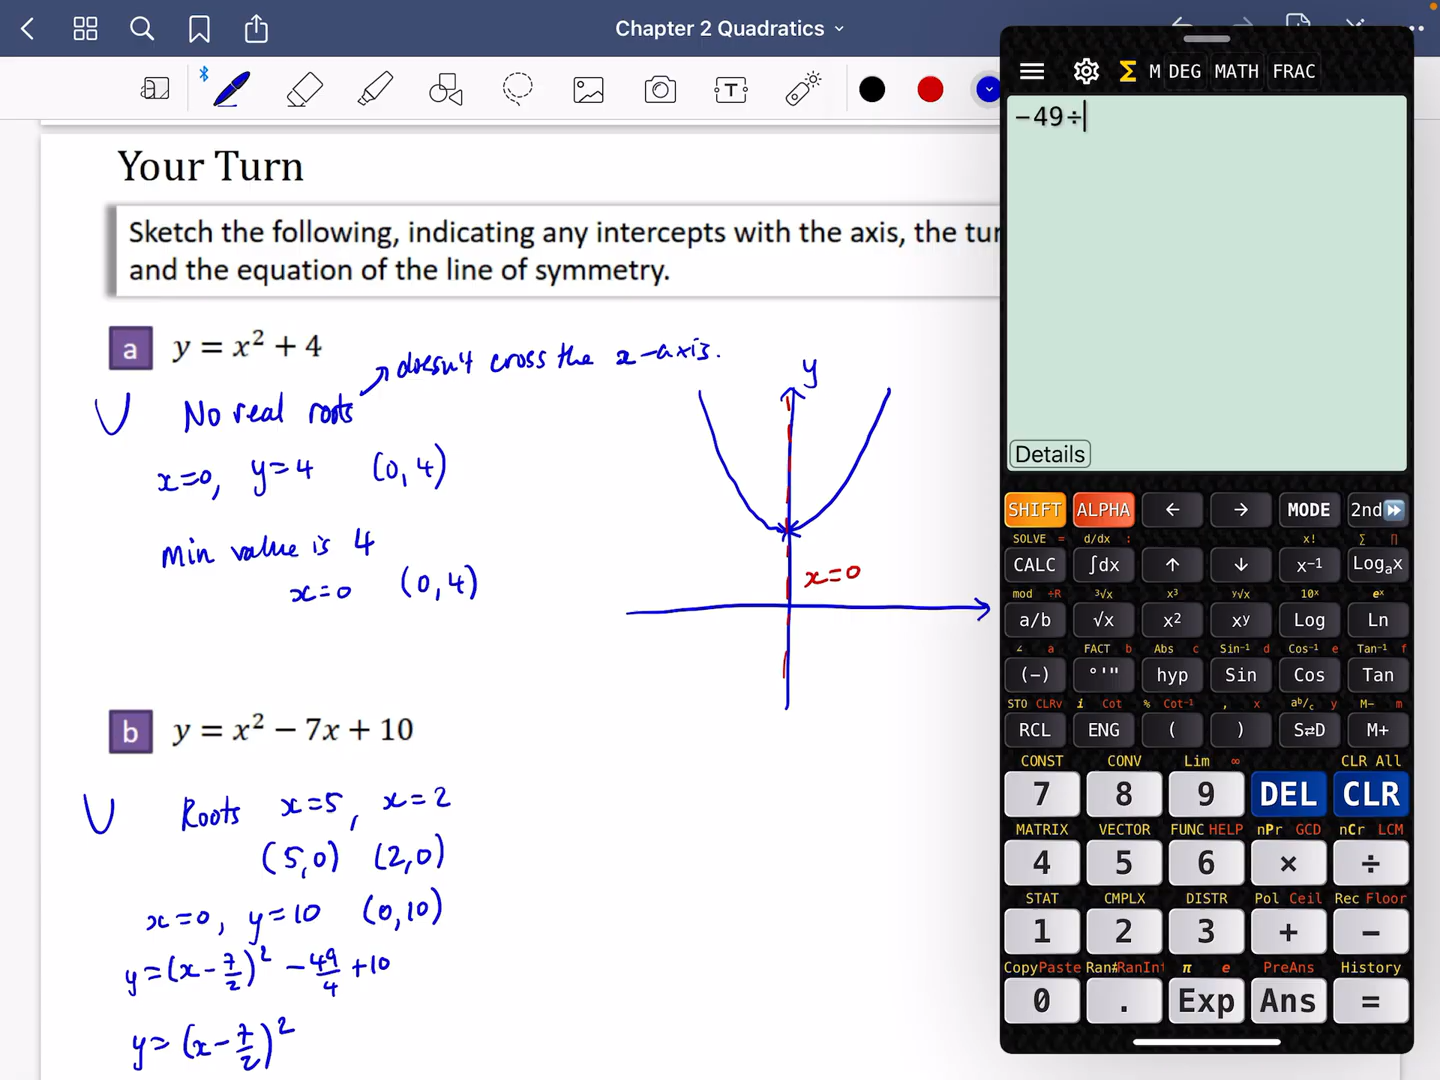 Chapter 2 Quadratics
Your Turn
Sketch the following, indicating any intercepts with the axis, the tur
and the equation of the line of symmetry.
a y = x² + 4
→ doesn't cross the x-axis.
No real roots
x=0, y=4 (0,4)
Min value is 4
x=0 (0,4)
y
x=0
b y = x² − 7x + 10
Roots x=5, x=2
(5,0) (2,0)
x=0, y=10 (0,10)
y=(x-7/2)² -49/4 +10
y=(x-7/2)²
Σ M DEG MATH FRAC
−49÷
Details
SHIFT ALPHA ← → MODE 2nd
SOLVE = d/dx : x! Σ ∏
CALC ∫dx ↑ ↓ x⁻¹ Logₐx
mod ÷R ³√x x³ ʸ√x 10ˣ eˣ
a/b √x x² xʸ Log Ln
∠ a FACT b Abs c Sin⁻¹ d Cos⁻¹ e Tan⁻¹ f
(−) °'" hyp Sin Cos Tan
STO CLRv i Cot % Cot⁻¹ , x aᵇ/c y M− m
RCL ENG ( ) S⇄D M+
CONST CONV Lim ∞ CLR All
7 8 9 DEL CLR
MATRIX VECTOR FUNC HELP nPr GCD nCr LCM
4 5 6 × ÷
STAT CMPLX DISTR Pol Ceil Rec Floor
1 2 3 + −
Copy Paste Ran# RanInt π e PreAns History
0 . Exp Ans =